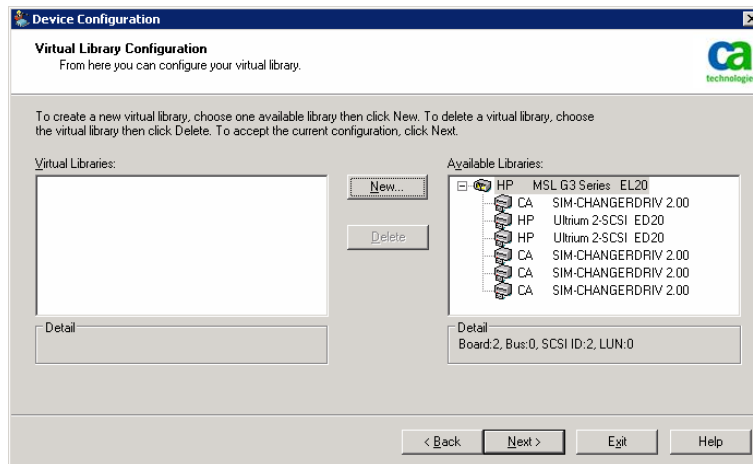 Device Configuration
Virtual Library Configuration
From here you can configure your virtual library.
ca
technologies
To create a new virtual library, choose one available library then click New. To delete a virtual library, choose
the virtual library then click Delete. To accept the current configuration, click Next.
Virtual Libraries:
New...
Delete
Available Libraries:
HP MSL G3 Series EL20
CA SIM-CHANGERDRIV 2.00
HP Ultrium 2-SCSI ED20
HP Ultrium 2-SCSI ED20
CA SIM-CHANGERDRIV 2.00
CA SIM-CHANGERDRIV 2.00
CA SIM-CHANGERDRIV 2.00
Detail
Detail
Board:2, Bus:0, SCSI ID:2, LUN:0
< Back
Next >
Exit
Help